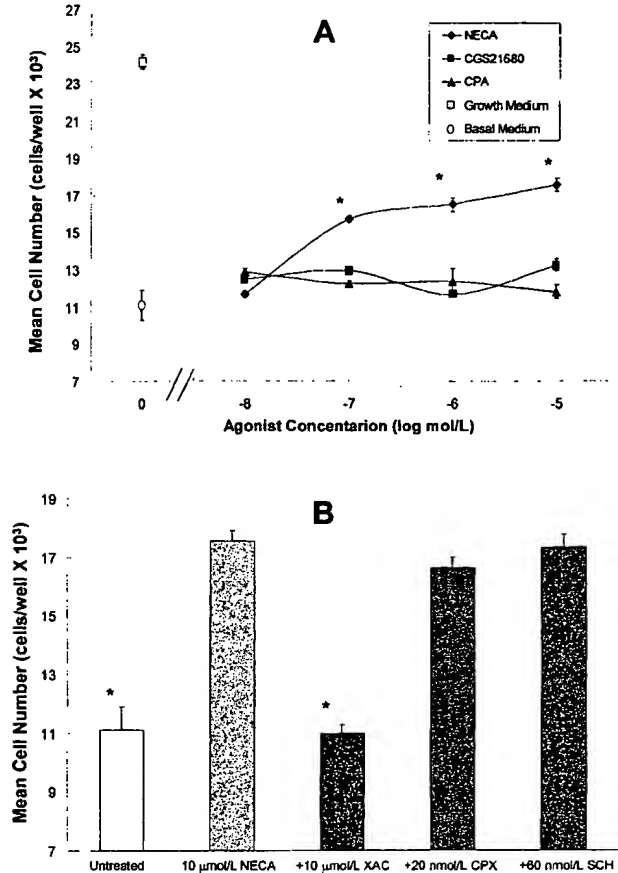 A
27
25
23
21
19
17
15
13
11
9
7
Mean Cell Number (cells/well X 10³)
NECA
CGS21680
CPA
Growth Medium
Basal Medium
*
*
*
0 // -8 -7 -6 -5
Agonist Concentarion (log mol/L)
B
19
17
15
13
11
9
7
Mean Cell Number (cells/well X 10³)
*
*
Untreated 10 µmol/L NECA +10 µmol/L XAC +20 nmol/L CPX +60 nmol/L SCH